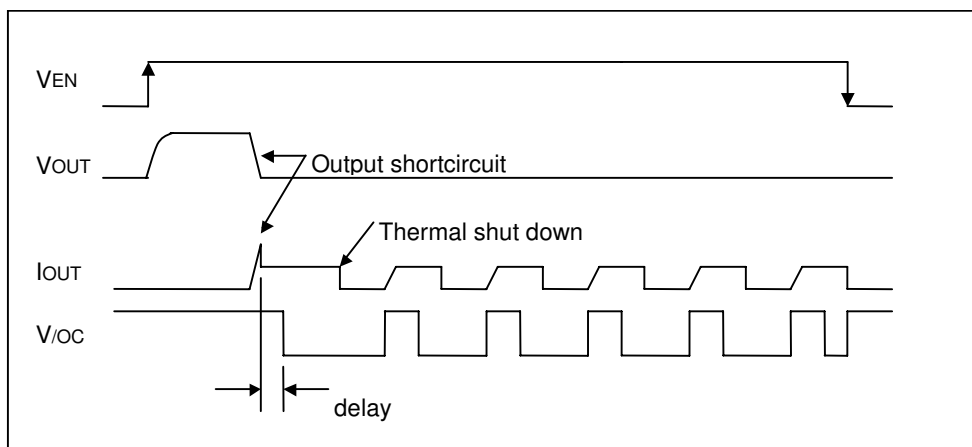 VEN
VOUT
Output shortcircuit
Thermal shut down
IOUT
V/OC
delay